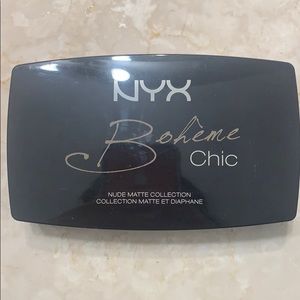 NYX
Bohème
Chic
NUDE MATTE COLLECTION
COLLECTION MATTE ET DIAPHANE